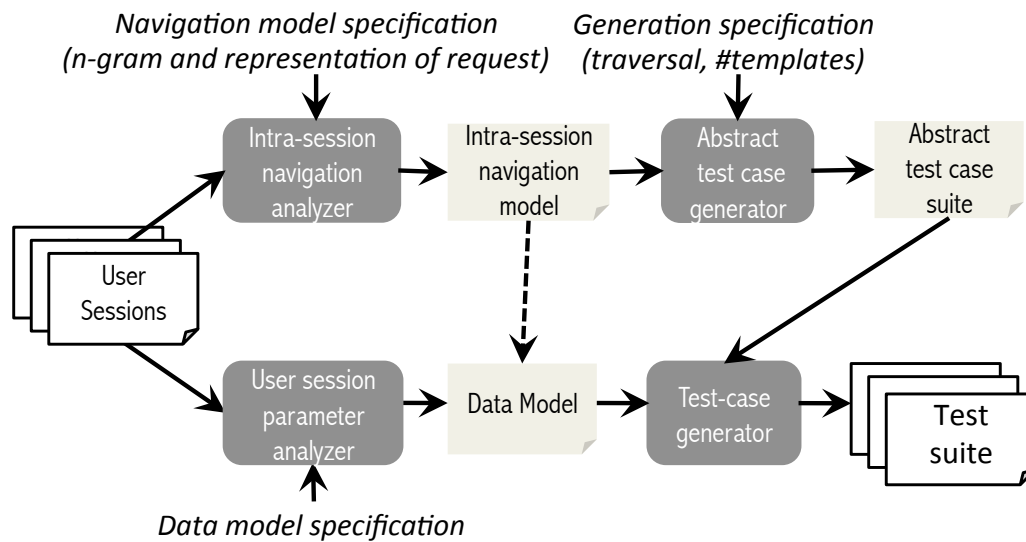 Navigation model specification
(n-gram and representation of request)
Generation specification
(traversal, #templates)
Intra-session
navigation
analyzer
Intra-session
navigation
model
Abstract
test case
generator
Abstract
test case
suite
User
Sessions
User session
parameter
analyzer
Data Model
Test-case
generator
Test
suite
Data model specification